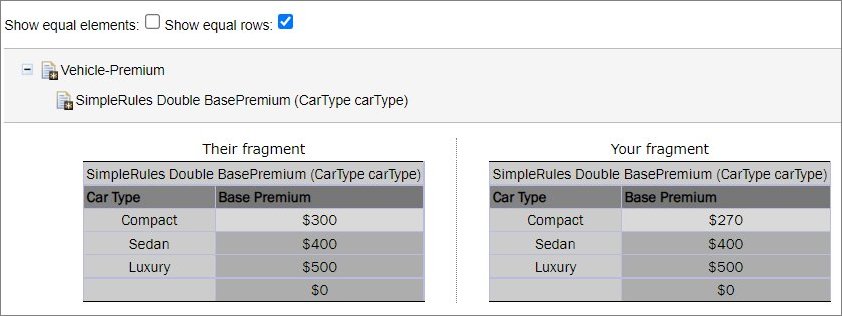 Show equal elements: Show equal rows:
Vehicle-Premium
SimpleRules Double BasePremium (CarType carType)
Their fragment
SimpleRules Double BasePremium (CarType carType)
Car Type Base Premium
Compact $300
Sedan $400
Luxury $500
$0
Your fragment
SimpleRules Double BasePremium (CarType carType)
Car Type Base Premium
Compact $270
Sedan $400
Luxury $500
$0